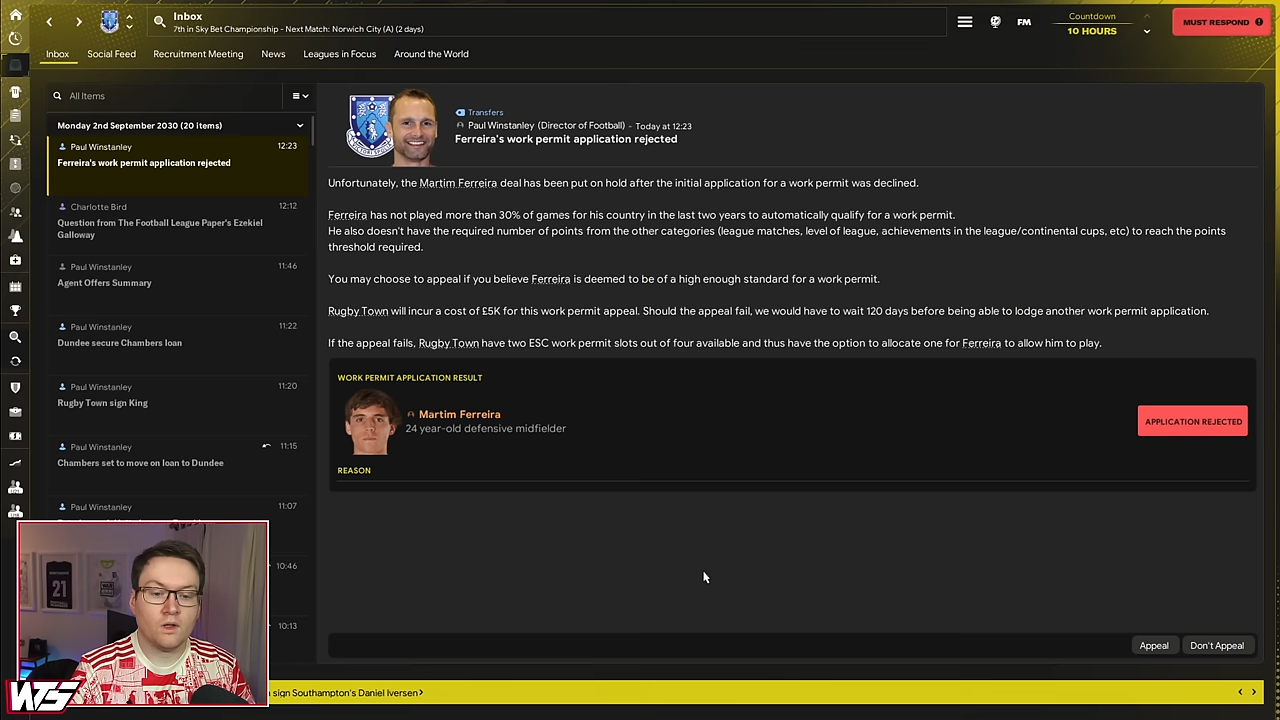 Inbox
7th in Sky Bet Championship - Next Match: Norwich City (A) (2 days)
FM
Countdown
10 HOURS
MUST RESPOND
Inbox Social Feed Recruitment Meeting News Leagues in Focus Around the World
All Items
Monday 2nd September 2030 (20 Items)
Paul Winstanley 12:23
Ferreira's work permit application rejected
Charlotte Bird 12:12
Question from The Football League Paper's Ezekiel
Galloway
Paul Winstanley 11:46
Agent Offers Summary
Paul Winstanley 11:22
Dundee secure Chambers loan
Paul Winstanley 11:20
Rugby Town sign King
Paul Winstanley 11:15
Chambers set to move on loan to Dundee
Paul Winstanley 11:07
10:46
10:13
Transfers
Paul Winstanley (Director of Football) - Today at 12:23
Ferreira's work permit application rejected
Unfortunately, the Martim Ferreira deal has been put on hold after the initial application for a work permit was declined.
Ferreira has not played more than 30% of games for his country in the last two years to automatically qualify for a work permit.
He also doesn't have the required number of points from the other categories (league matches, level of league, achievements in the league/continental cups, etc) to reach the points
threshold required.
You may choose to appeal if you believe Ferreira is deemed to be of a high enough standard for a work permit.
Rugby Town will incur a cost of £5K for this work permit appeal. Should the appeal fail, we would have to wait 120 days before being able to lodge another work permit application.
If the appeal fails, Rugby Town have two ESC work permit slots out of four available and thus have the option to allocate one for Ferreira to allow him to play.
WORK PERMIT APPLICATION RESULT
Martim Ferreira
24 year-old defensive midfielder
APPLICATION REJECTED
REASON
Appeal Don't Appeal
21
WTS
sign Southampton's Daniel Iversen